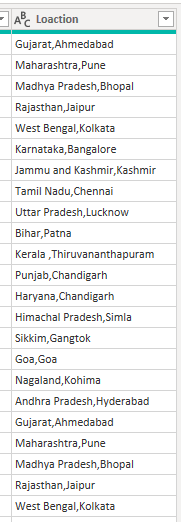 ABC Loaction
Gujarat,Ahmedabad
Maharashtra,Pune
Madhya Pradesh,Bhopal
Rajasthan,Jaipur
West Bengal,Kolkata
Karnataka,Bangalore
Jammu and Kashmir,Kashmir
Tamil Nadu,Chennai
Uttar Pradesh,Lucknow
Bihar,Patna
Kerala ,Thiruvananthapuram
Punjab,Chandigarh
Haryana,Chandigarh
Himachal Pradesh,Simla
Sikkim,Gangtok
Goa,Goa
Nagaland,Kohima
Andhra Pradesh,Hyderabad
Gujarat,Ahmedabad
Maharashtra,Pune
Madhya Pradesh,Bhopal
Rajasthan,Jaipur
West Bengal,Kolkata